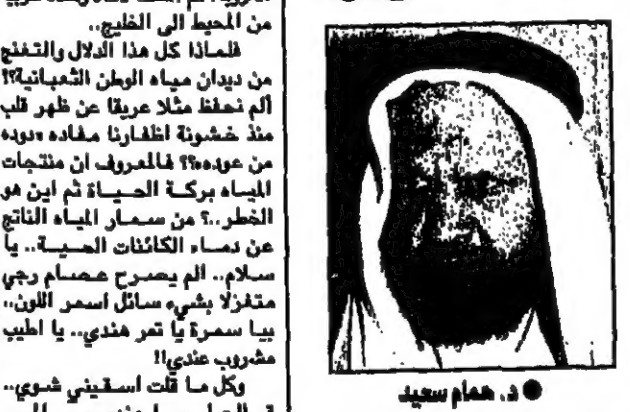 من المحيط الى الخليج..
فلماذا كل هذا الدلال والتفنج
من ديدان مياه الوطن الثعبانية؟؟
ألم نحفظ مثلا عريقا عن ظهر قلب
منذ خشونة اظفارنا مفاده «دوده
من عوده»؟؟ فالمعروف ان منتجات
المياه بركة الحياة ثم اين هو
الخطر..؟ من سمار المياه الناتج
عن دماء الكائنات الحية.. يا
سلام.. الم يصرح عصام رجي
متغزلا بشيء سائل اسمر اللون..
بيا سمرة يا تمر هندي.. يا اطيب
مشروب عندي!!
وكل ما قلت اسقيني شوي..
د. همام سعيد